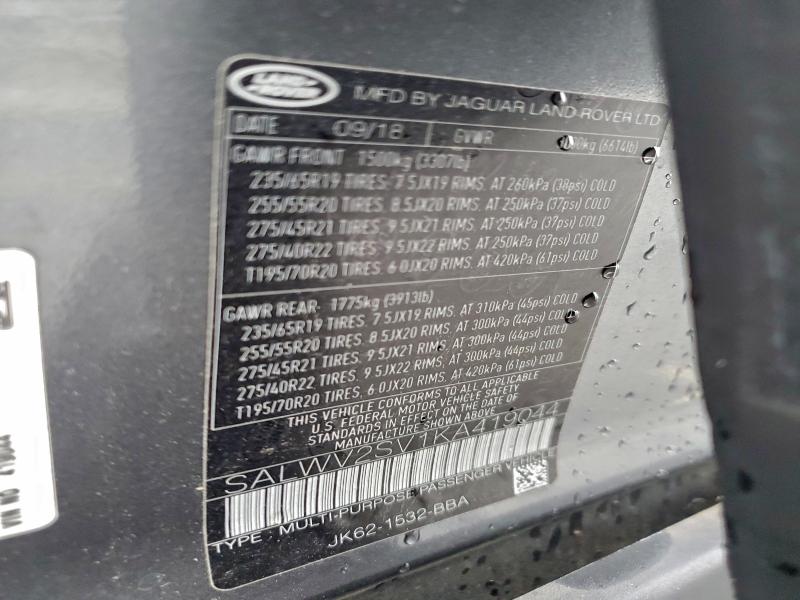 LAND
ROVER
MFD BY JAGUAR LAND ROVER LTD
DATE 09/18 GVWR (6614lb)
GAWR FRONT 1500kg (3307lb)
235/65R19 TIRES. 7.5JX19 RIMS. AT 260kPa (38psi) COLD
255/55R20 TIRES. 8.5JX20 RIMS. AT 250kPa (37psi) COLD
275/45R21 TIRES. 9.5JX21 RIMS. AT 250kPa (37psi) COLD
275/40R22 TIRES. 9.5JX22 RIMS. AT 250kPa (37psi) COLD
T195/70R20 TIRES. 6.0JX20 RIMS. AT 420kPa (61psi) COLD
GAWR REAR: 1775kg (3913lb)
235/65R19 TIRES. 7.5JX19 RIMS. AT 310kPa (45psi) COLD
255/55R20 TIRES. 8.5JX20 RIMS. AT 300kPa (44psi) COLD
275/45R21 TIRES. 9.5JX21 RIMS. AT 300kPa (44psi) COLD
275/40R22 TIRES. 9.5JX22 RIMS. AT 300kPa (44psi) COLD
T195/70R20 TIRES. 6.0JX20 RIMS. AT 420kPa (61psi) COLD
THIS VEHICLE CONFORMS TO ALL APPLICABLE
U.S. FEDERAL MOTOR VEHICLE SAFETY
STANDARDS IN EFFECT ON THE DATE OF
MANUFACTURE SHOWN ABOVE
SALWV2SV1KA419044
TYPE : MULTI-PURPOSE PASSENGER VEHICLE
JK62-1532-BBA
VIN NO 419044